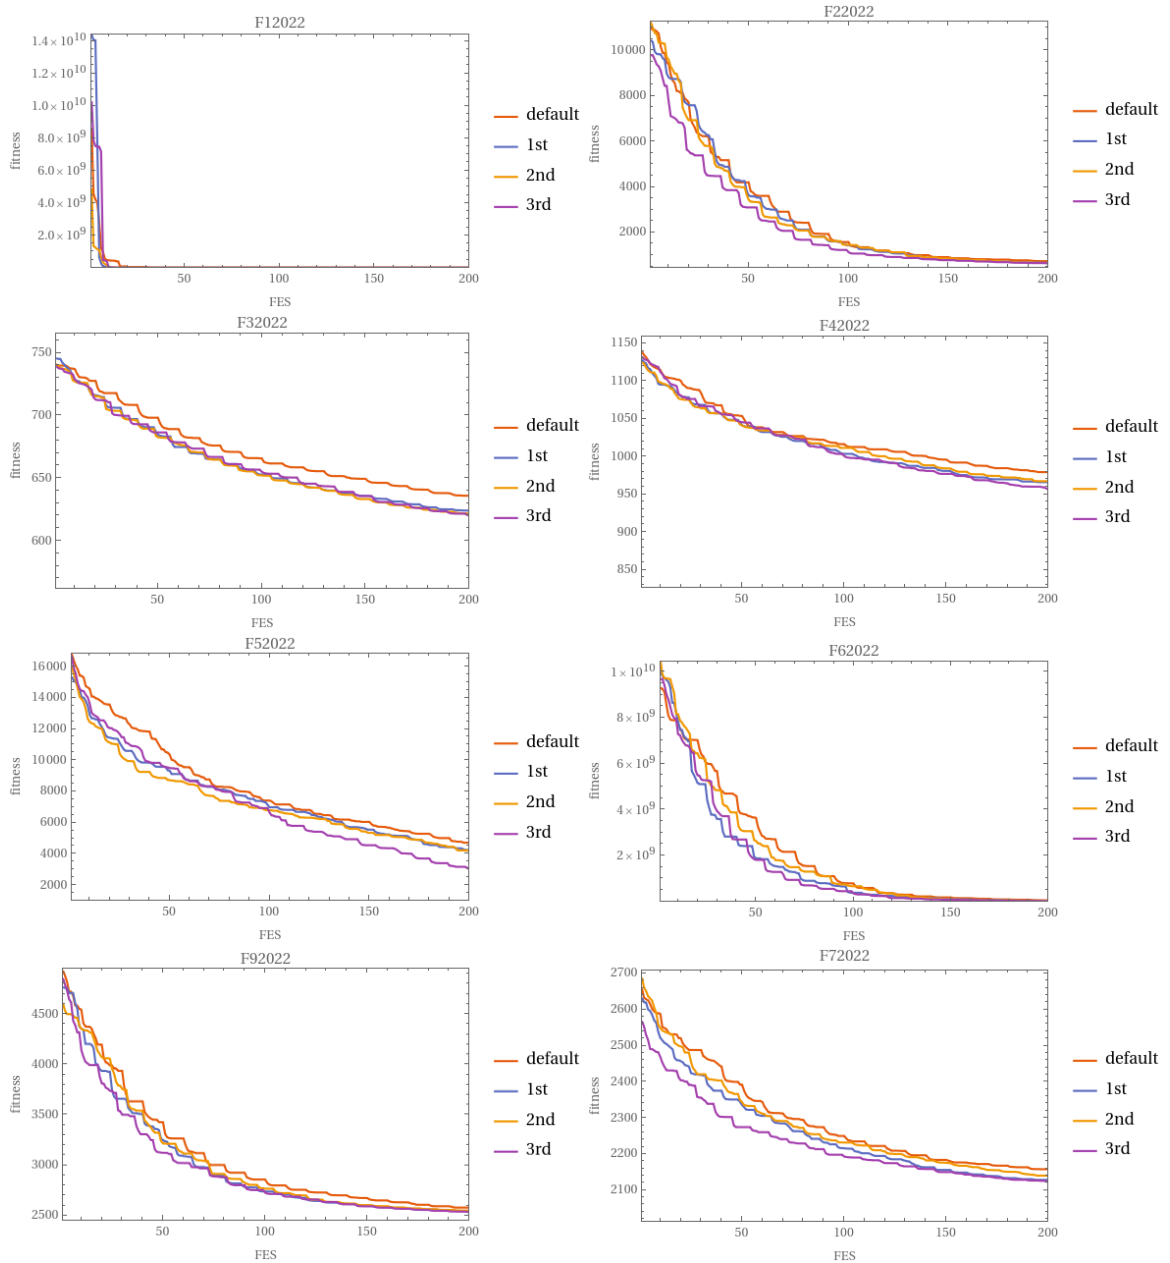 F12022
1.4 × 10^10
1.2 × 10^10
1.0 × 10^10
8.0 × 10^9
6.0 × 10^9
4.0 × 10^9
2.0 × 10^9
fitness
50 100 150 200
FES
default
1st
2nd
3rd
F22022
10000
8000
6000
4000
2000
fitness
50 100 150 200
FES
default
1st
2nd
3rd
F32022
750
700
650
600
fitness
50 100 150 200
FES
default
1st
2nd
3rd
F42022
1150
1100
1050
1000
950
900
850
fitness
50 100 150 200
FES
default
1st
2nd
3rd
F52022
16000
14000
12000
10000
8000
6000
4000
2000
fitness
50 100 150 200
FES
default
1st
2nd
3rd
F62022
1 × 10^10
8 × 10^9
6 × 10^9
4 × 10^9
2 × 10^9
fitness
50 100 150 200
FES
default
1st
2nd
3rd
F92022
4500
4000
3500
3000
2500
fitness
50 100 150 200
FES
default
1st
2nd
3rd
F72022
2700
2600
2500
2400
2300
2200
2100
fitness
50 100 150 200
FES
default
1st
2nd
3rd